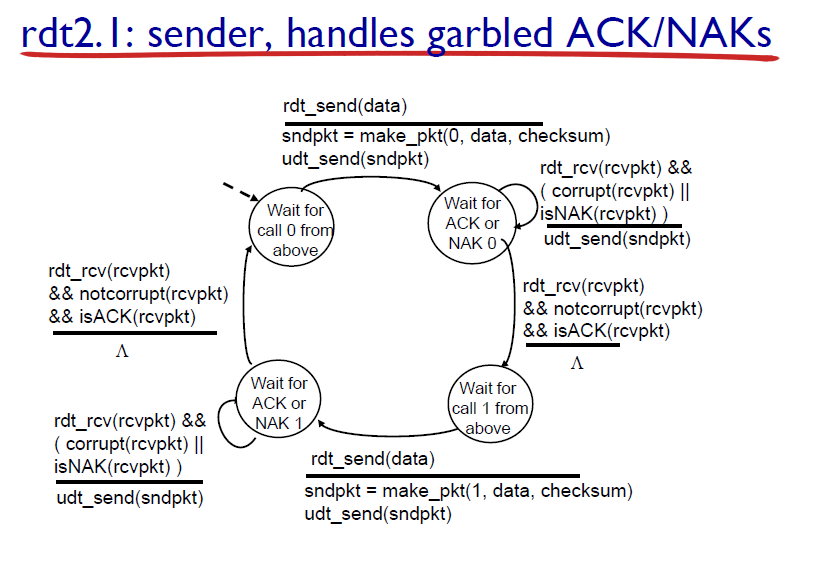 rdt2.1: sender, handles garbled ACK/NAKs
rdt_send(data)
sndpkt = make_pkt(0, data, checksum)
udt_send(sndpkt)
Wait for
call 0 from
above
Wait for
ACK or
NAK 0
rdt_rcv(rcvpkt) &&
( corrupt(rcvpkt) ||
isNAK(rcvpkt) )
udt_send(sndpkt)
rdt_rcv(rcvpkt)
&& notcorrupt(rcvpkt)
&& isACK(rcvpkt)
Λ
rdt_rcv(rcvpkt)
&& notcorrupt(rcvpkt)
&& isACK(rcvpkt)
Λ
Wait for
ACK or
NAK 1
Wait for
call 1 from
above
rdt_rcv(rcvpkt) &&
( corrupt(rcvpkt) ||
isNAK(rcvpkt) )
udt_send(sndpkt)
rdt_send(data)
sndpkt = make_pkt(1, data, checksum)
udt_send(sndpkt)